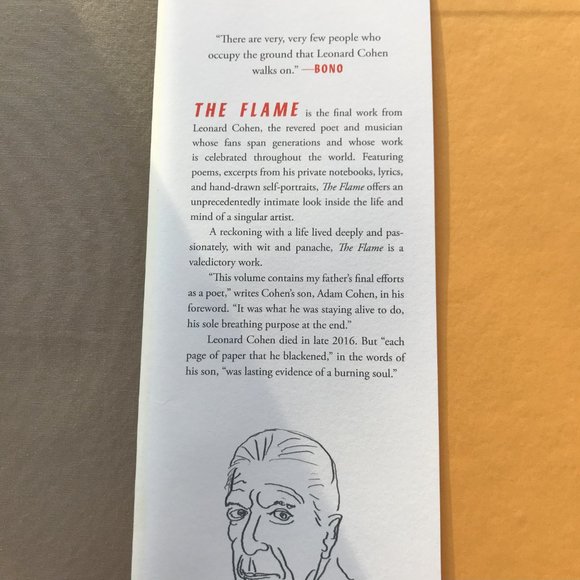 “There are very, very few people who
occupy the ground that Leonard Cohen
walks on.” —BONO
THE FLAME is the final work from
Leonard Cohen, the revered poet and musician
whose fans span generations and whose work
is celebrated throughout the world. Featuring
poems, excerpts from his private notebooks, lyrics,
and hand-drawn self-portraits, The Flame offers an
unprecedentedly intimate look inside the life and
mind of a singular artist.
A reckoning with a life lived deeply and pas-
sionately, with wit and panache, The Flame is a
valedictory work.
“This volume contains my father’s final efforts
as a poet,” writes Cohen’s son, Adam Cohen, in his
foreword. “It was what he was staying alive to do,
his sole breathing purpose at the end.”
Leonard Cohen died in late 2016. But “each
page of paper that he blackened,” in the words of
his son, “was lasting evidence of a burning soul.”